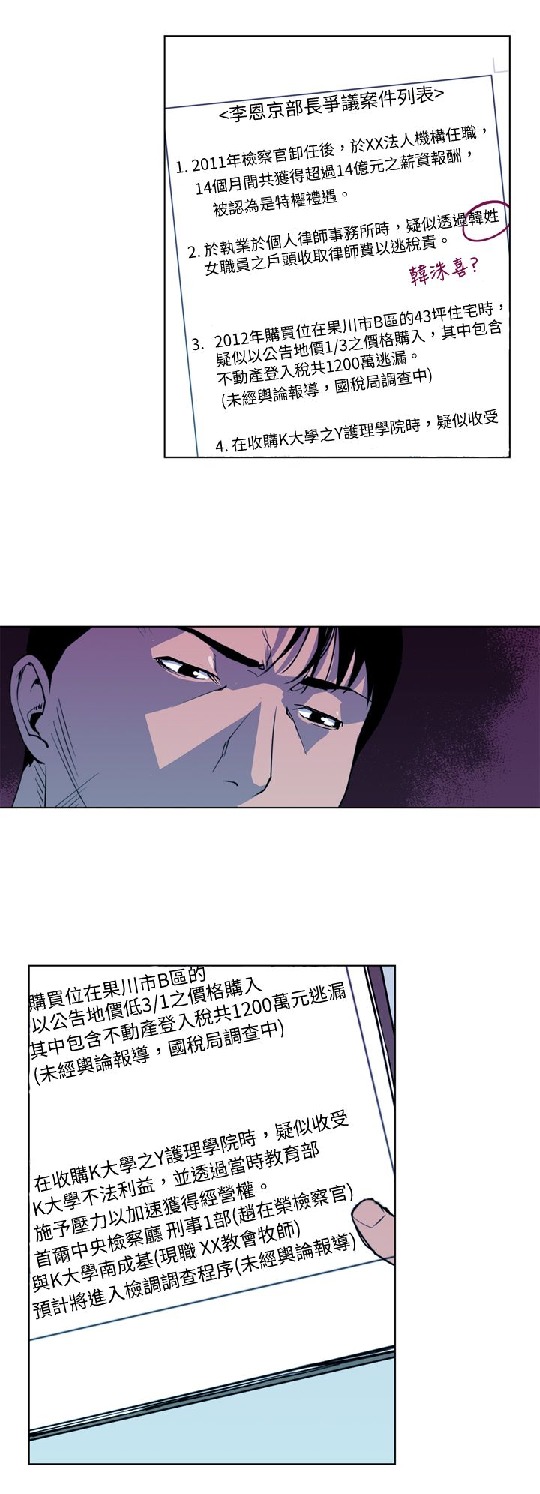 <李恩京部長爭議案件列表>
1. 2011年檢察官卸任後，於XX法人機構任職，
14個月間共獲得超過14億元之薪資報酬，
被認為是特權禮遇。
2. 於執業於個人律師事務所時，疑似透過韓姓
女職員之戶頭收取律師費以逃稅責。
韓洙喜?
3. 2012年購買位在果川市B區的43坪住宅時，
疑似以公告地價1/3之價格購入，其中包含
不動產登入稅共1200萬逃漏。
(未經輿論報導，國稅局調查中)
4. 在收購K大學之Y護理學院時，疑似收受
購買位在果川市B區的
以公告地價低3/1之價格購入
其中包含不動產登入稅共1200萬元逃漏
(未經輿論報導，國稅局調查中)
在收購K大學之Y護理學院時，疑似收受
K大學不法利益，並透過當時教育部
施予壓力以加速獲得經營權。
首爾中央檢察廳 刑事1部(趙在榮檢察官)
與K大學南成基(現職 XX教會牧師)
預計將進入檢調調查程序(未經輿論報導)